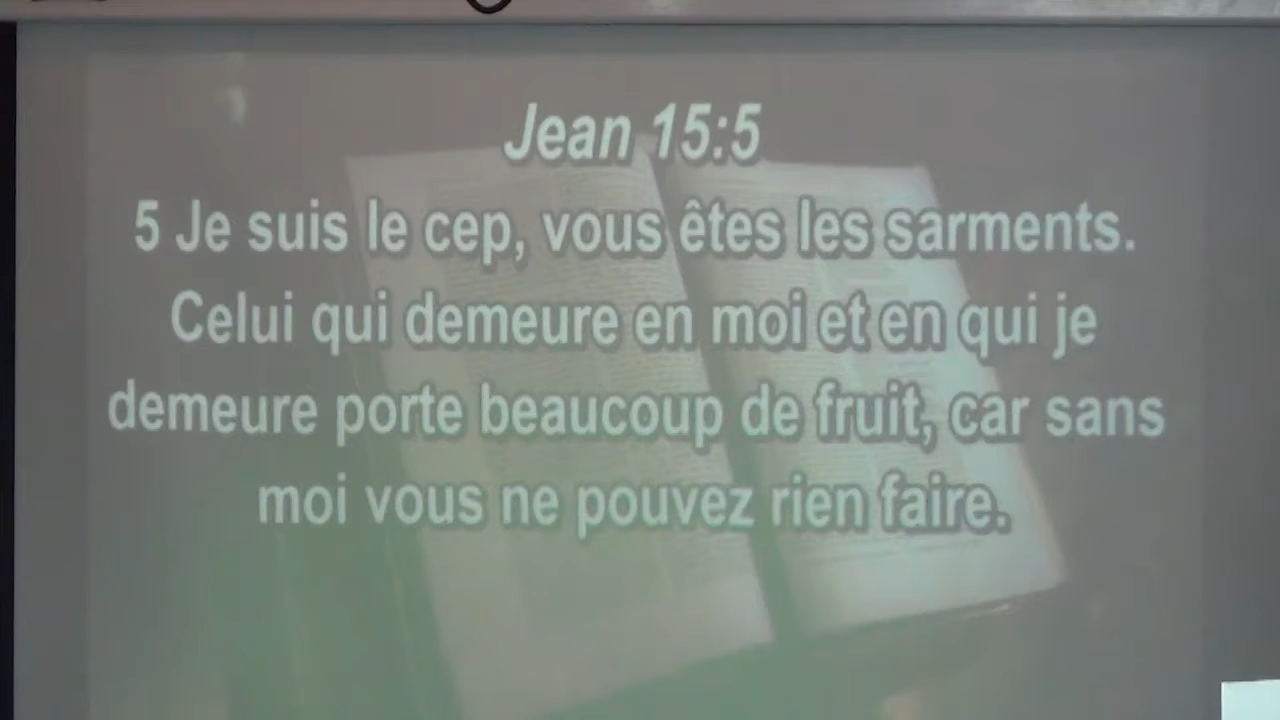 Jean 15:5
5 Je suis le cep, vous êtes les sarments.
Celui qui demeure en moi et en qui je
demeure porte beaucoup de fruit, car sans
moi vous ne pouvez rien faire.